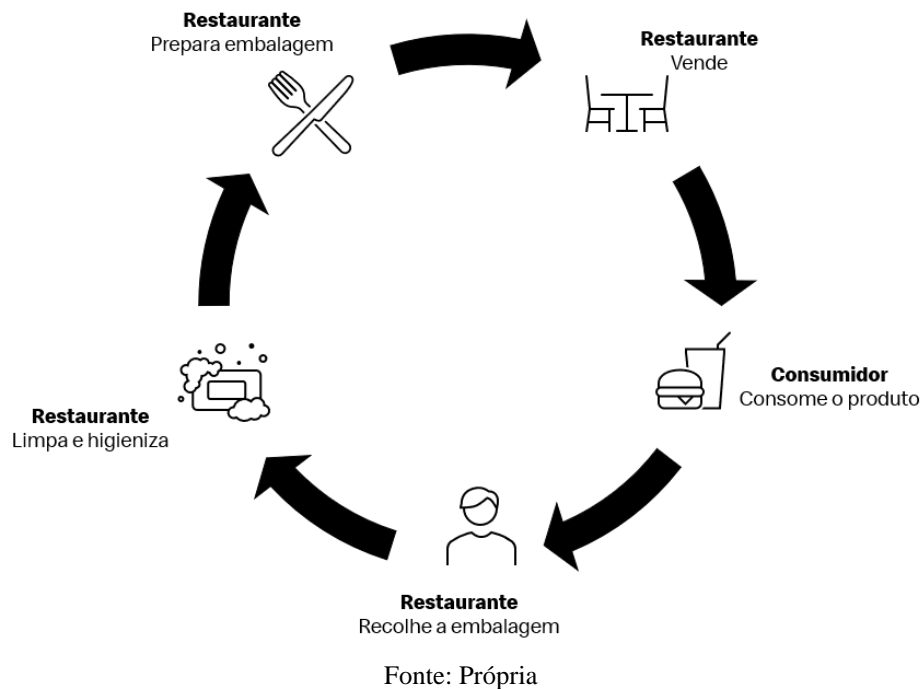 Restaurante
Prepara embalagem
Restaurante
Vende
Consumidor
Consome o produto
Restaurante
Recolhe a embalagem
Restaurante
Limpa e higieniza
Fonte: Própria